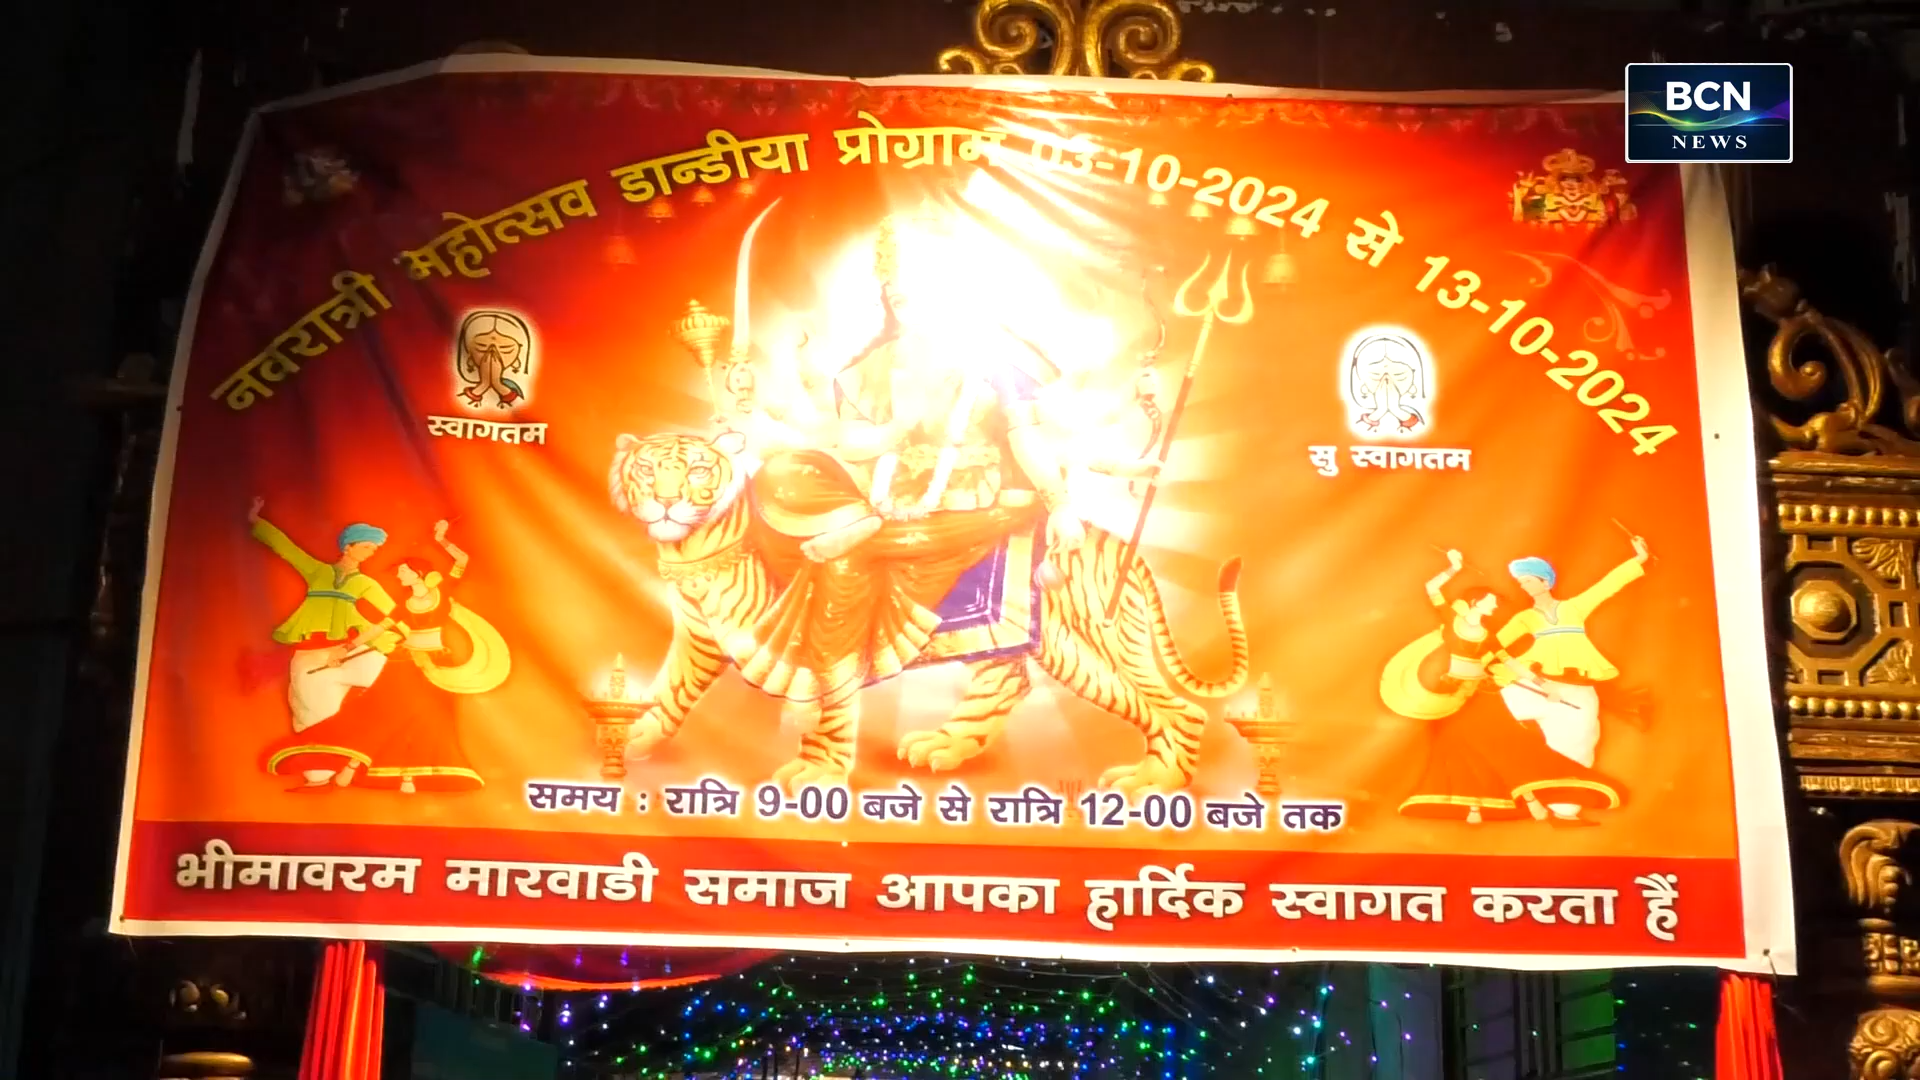 BCN
NEWS
नवरात्री महोत्सव डान्डीया प्रोग्राम 03-10-2024 से 13-10-2024
स्वागतम
सु स्वागतम
समय : रात्रि 9-00 बजे से रात्रि 12-00 बजे तक
भीमावरम मारवाडी समाज आपका हार्दिक स्वागत करता हैं